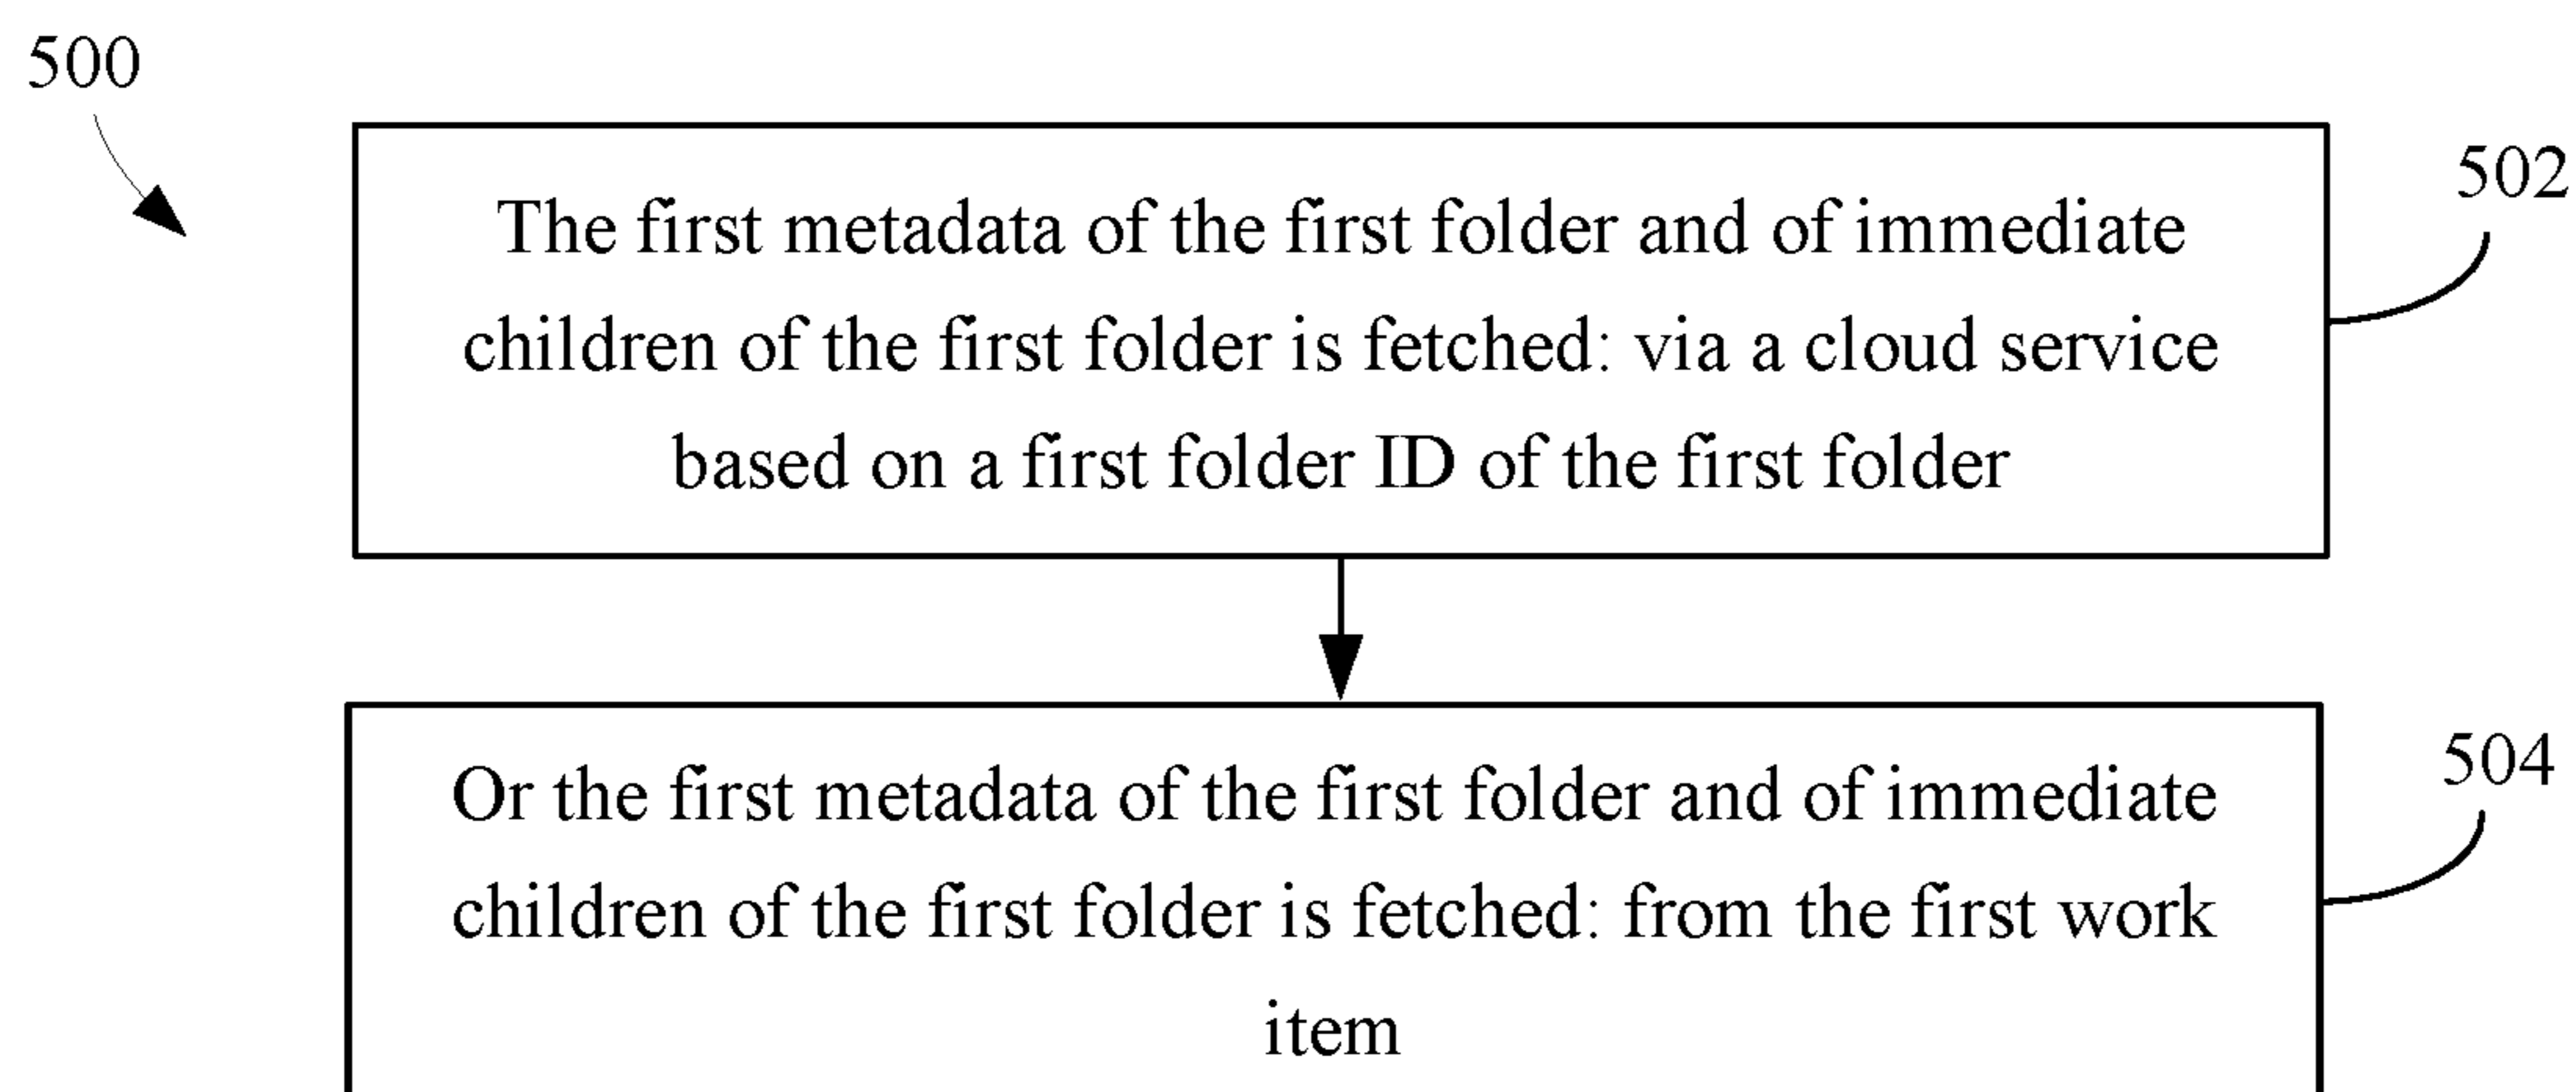 500
The first metadata of the first folder and of immediate
children of the first folder is fetched: via a cloud service
based on a first folder ID of the first folder
502
Or the first metadata of the first folder and of immediate
children of the first folder is fetched: from the first work
item
504